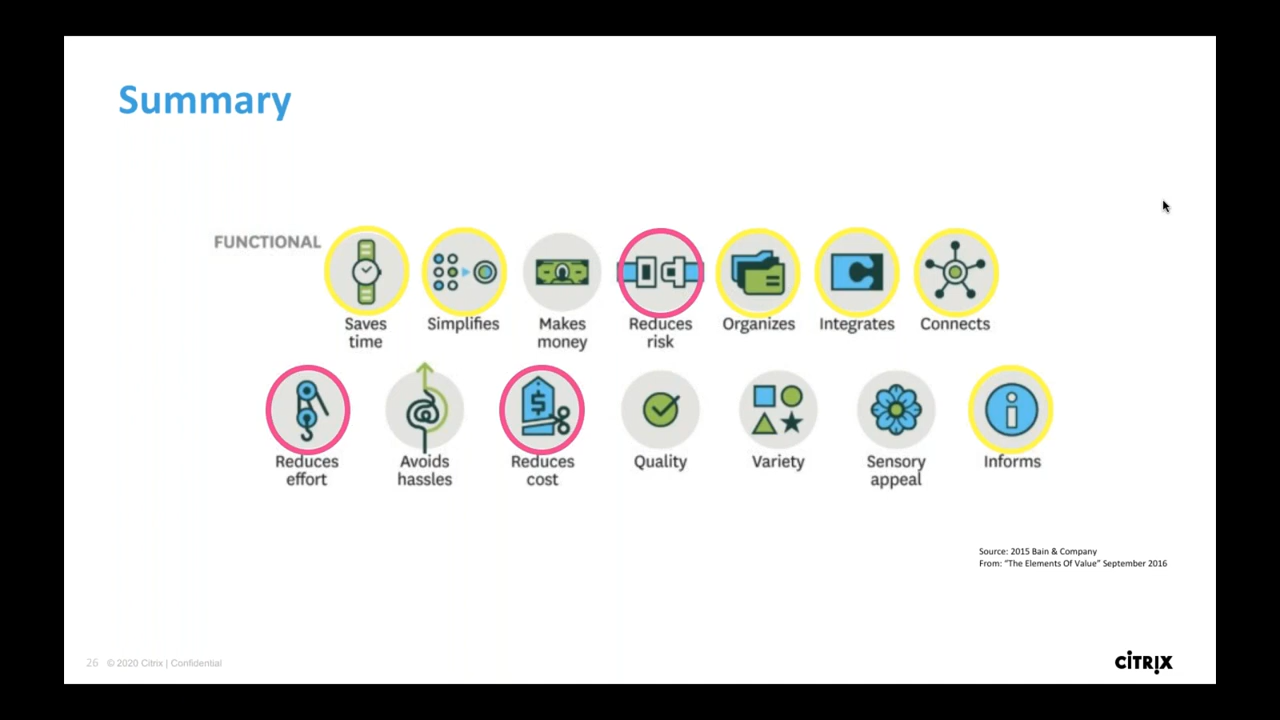 Summary
FUNCTIONAL
Saves time
Simplifies
Makes money
Reduces risk
Organizes
Integrates
Connects
Reduces effort
Avoids hassles
$
Reduces cost
Quality
Variety
Sensory appeal
i
Informs
Source: 2015 Bain & Company
From: “The Elements Of Value” September 2016
26 © 2020 Citrix | Confidential
CITRIX